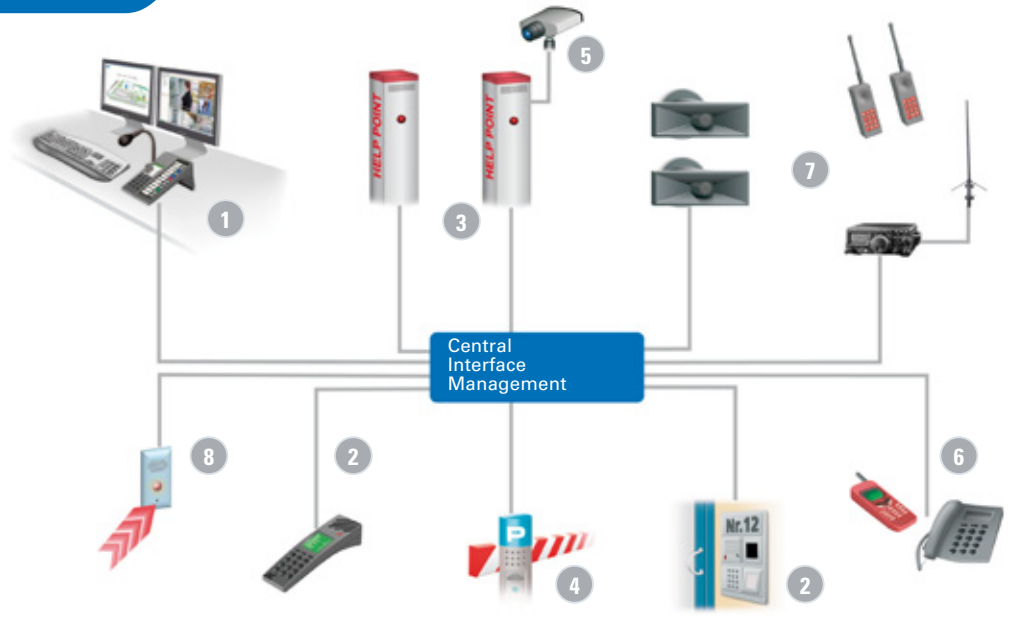 5
HELP POINT
HELP POINT
7
1
3
Central
Interface
Management
8
2
6
P
Nr.12
4
2